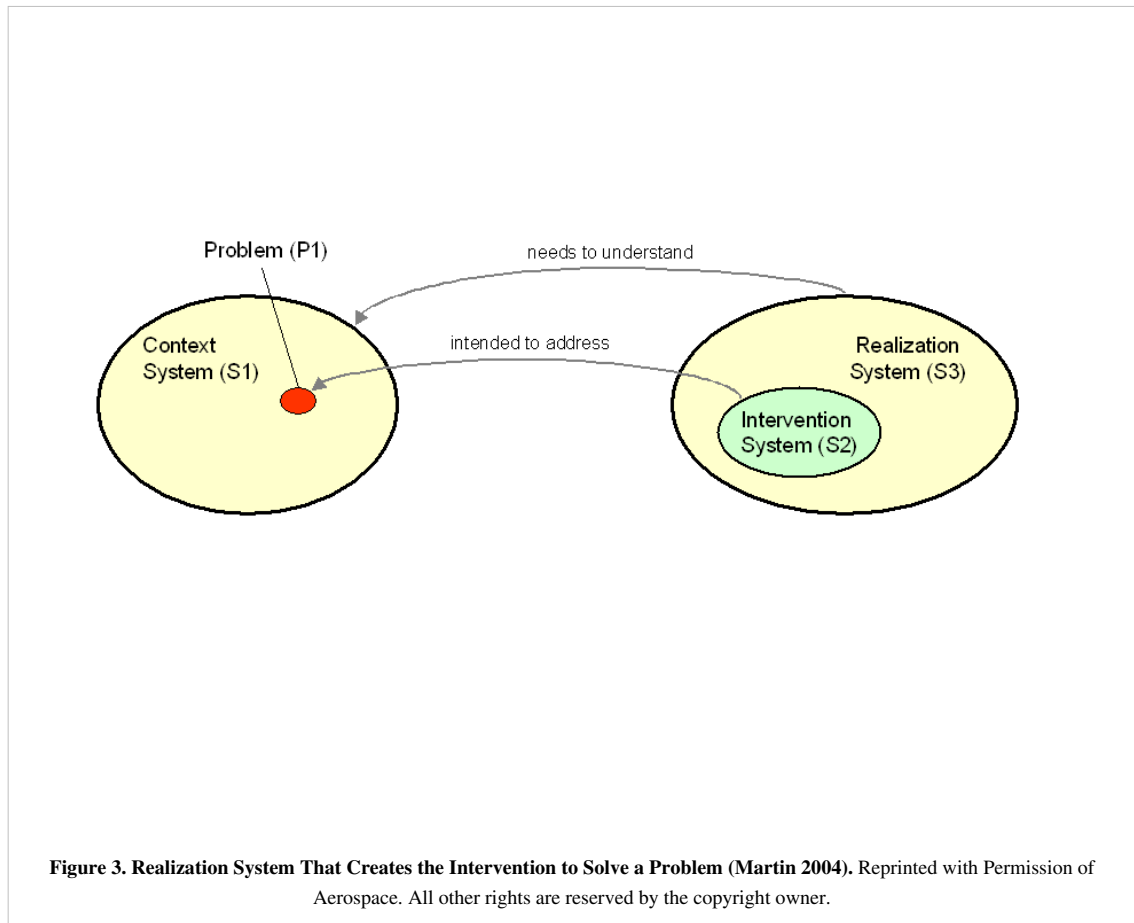 Problem (P1)
needs to understand
Context
System (S1)
intended to address
Realization
System (S3)
Intervention
System (S2)
Figure 3. Realization System That Creates the Intervention to Solve a Problem (Martin 2004). Reprinted with Permission of
Aerospace. All other rights are reserved by the copyright owner.